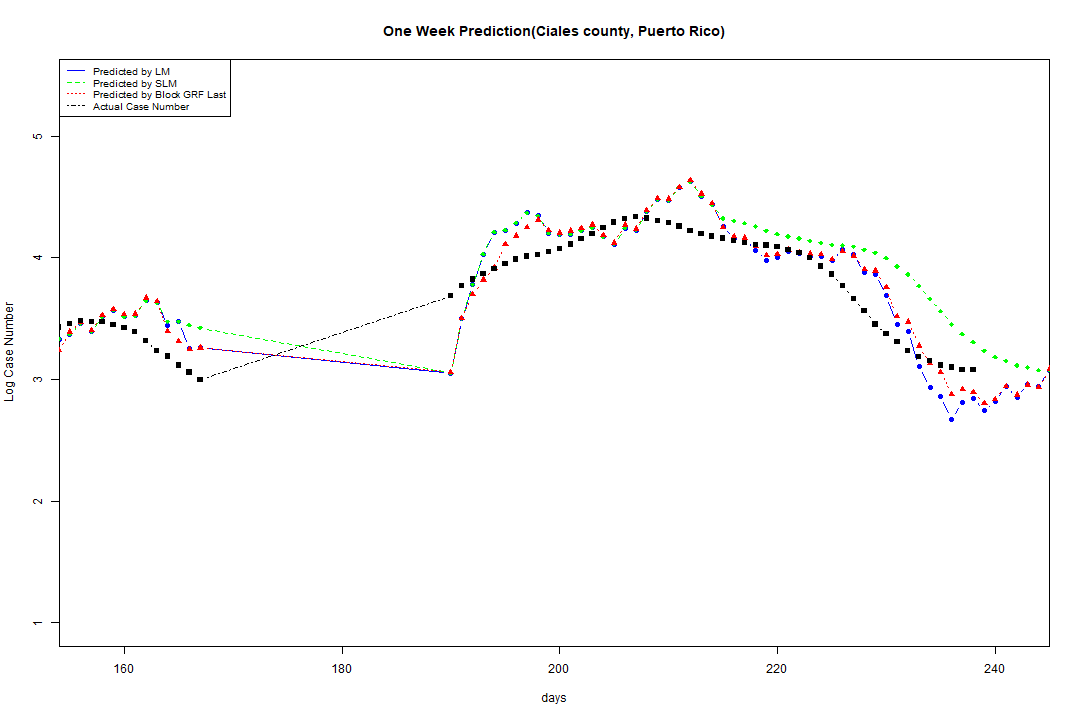 One Week Prediction(Ciales county, Puerto Rico)
Predicted by LM
Predicted by SLM
Predicted by Block GRF Last
Actual Case Number
Log Case Number
5
4
3
2
1
160 180 200 220 240
days